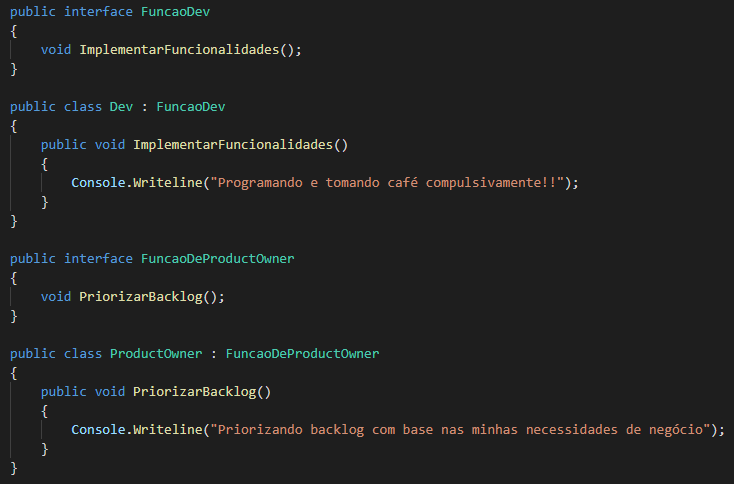 public interface FuncaoDev
{
    void ImplementarFuncionalidades();
}
public class Dev : FuncaoDev
{
    public void ImplementarFuncionalidades()
    {
        Console.Writeline("Programando e tomando café compulsivamente!!");
    }
}
public interface FuncaoDeProductOwner
{
    void PriorizarBacklog();
}
public class ProductOwner : FuncaoDeProductOwner
{
    public void PriorizarBacklog()
    {
        Console.Writeline("Priorizando backlog com base nas minhas necessidades de negócio");
    }
}